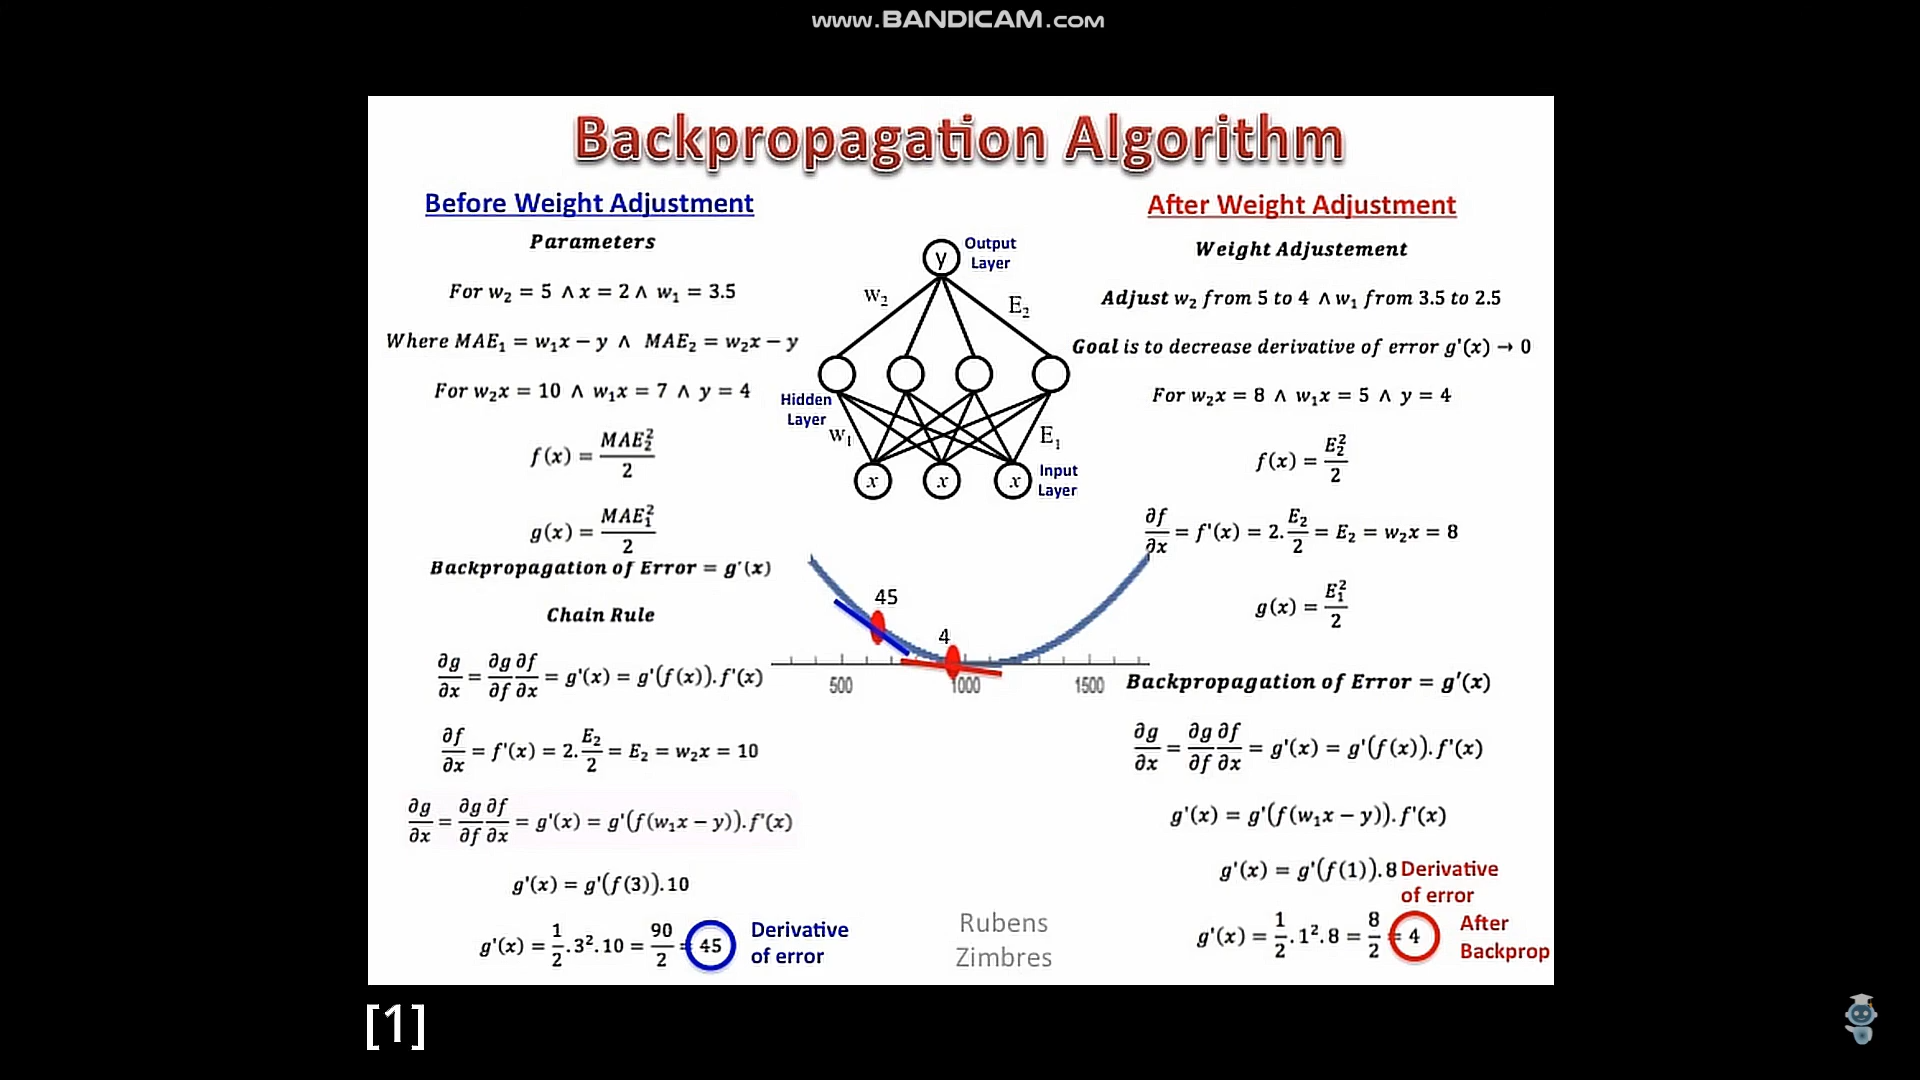 www.BANDICAM.com
Backpropagation Algorithm
Before Weight Adjustment
Parameters
For w₂ = 5 ∧ x = 2 ∧ w₁ = 3.5
Where MAE₁ = w₁x − y ∧ MAE₂ = w₂x − y
For w₂x = 10 ∧ w₁x = 7 ∧ y = 4
f(x) = MAE₂²/2
g(x) = MAE₁²/2
Backpropagation of Error = g'(x)
Chain Rule
∂g/∂x = ∂g/∂f ∂f/∂x = g'(x) = g'(f(x)).f'(x)
∂f/∂x = f'(x) = 2.E₂/2 = E₂ = w₂x = 10
∂g/∂x = ∂g/∂f ∂f/∂x = g'(x) = g'(f(w₁x − y)).f'(x)
g'(x) = g'(f(3)).10
g'(x) = 1/2.3².10 = 90/2 = 45
Derivative
of error
Output
Layer
y
w₂
E₂
Hidden
Layer
w₁
E₁
x x x
Input
Layer
45
4
500 1000 1500
Rubens
Zimbres
After Weight Adjustment
Weight Adjustement
Adjust w₂ from 5 to 4 ∧ w₁ from 3.5 to 2.5
Goal is to decrease derivative of error g'(x) → 0
For w₂x = 8 ∧ w₁x = 5 ∧ y = 4
f(x) = E₂²/2
∂f/∂x = f'(x) = 2.E₂/2 = E₂ = w₂x = 8
g(x) = E₁²/2
Backpropagation of Error = g'(x)
∂g/∂x = ∂g/∂f ∂f/∂x = g'(x) = g'(f(x)).f'(x)
g'(x) = g'(f(w₁x − y)).f'(x)
g'(x) = g'(f(1)).8
g'(x) = 1/2.1².8 = 8/2 = 4
Derivative
of error
After
Backprop
[1]